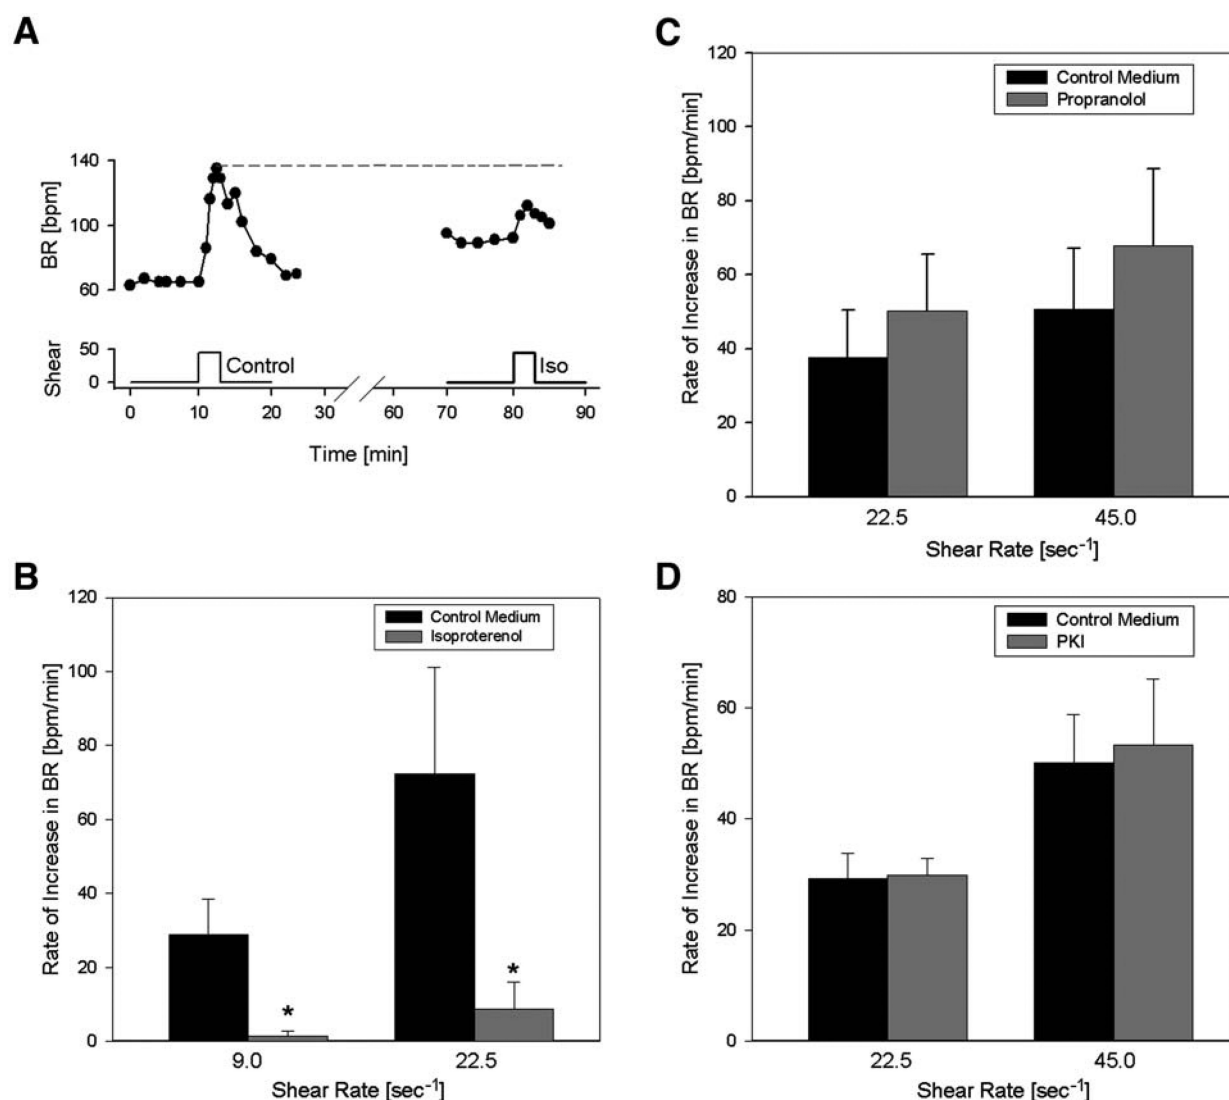 A
BR [bpm]
140
100
60
Shear
50
0
Control
Iso
0 10 20 30 60 70 80 90
Time [min]
B
Rate of Increase in BR [bpm/min]
120
100
80
60
40
20
0
Control Medium
Isoproterenol
*
*
9.0 22.5
Shear Rate [sec⁻¹]
C
Rate of Increase in BR [bpm/min]
120
100
80
60
40
20
0
Control Medium
Propranolol
22.5 45.0
Shear Rate [sec⁻¹]
D
Rate of Increase in BR [bpm/min]
80
60
40
20
0
Control Medium
PKI
22.5 45.0
Shear Rate [sec⁻¹]